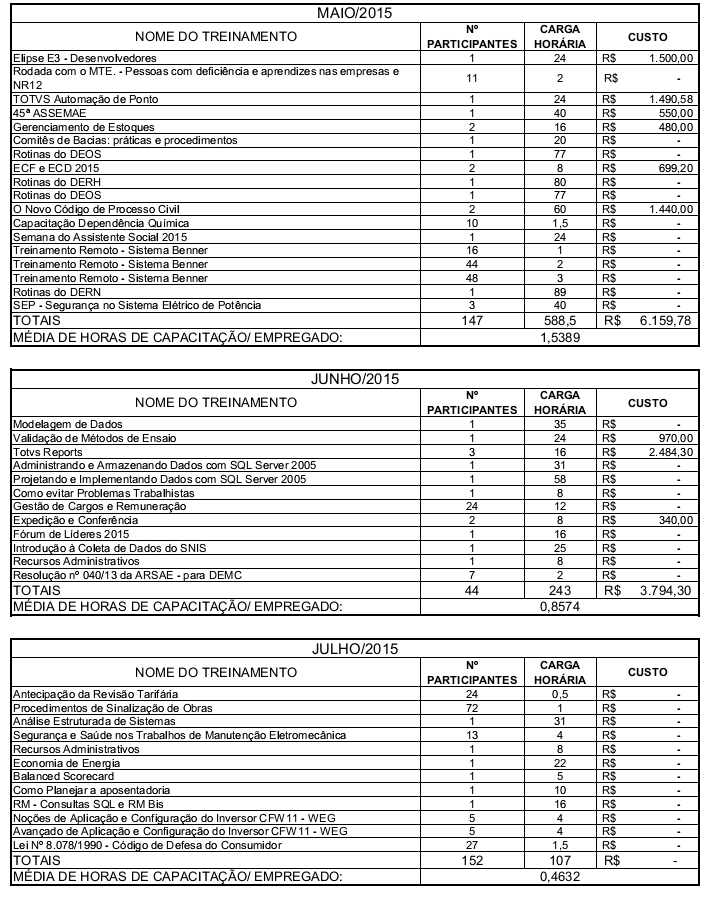 MAIO/2015
NOME DO TREINAMENTO Nº PARTICIPANTES CARGA HORÁRIA CUSTO
Elipse E3 - Desenvolvedores 1 24 R$ 1.500,00
Rodada com o MTE. - Pessoas com deficiência e aprendizes nas empresas e
NR12 11 2 R$ -
TOTVS Automação de Ponto 1 24 R$ 1.490,58
45ª ASSEMAE 1 40 R$ 550,00
Gerenciamento de Estoques 2 16 R$ 480,00
Comitês de Bacias: práticas e procedimentos 1 20 R$ -
Rotinas do DEOS 1 77 R$ -
ECF e ECD 2015 2 8 R$ 699,20
Rotinas do DERH 1 80 R$ -
Rotinas do DEOS 1 77 R$ -
O Novo Código de Processo Civil 2 60 R$ 1.440,00
Capacitação Dependência Química 10 1,5 R$ -
Semana do Assistente Social 2015 1 24 R$ -
Treinamento Remoto - Sistema Benner 16 1 R$ -
Treinamento Remoto - Sistema Benner 44 2 R$ -
Treinamento Remoto - Sistema Benner 48 3 R$ -
Rotinas do DERN 1 89 R$ -
SEP - Segurança no Sistema Elétrico de Potência 3 40 R$ -
TOTAIS 147 588,5 R$ 6.159,78
MÉDIA DE HORAS DE CAPACITAÇÃO/ EMPREGADO: 1,5389
JUNHO/2015
NOME DO TREINAMENTO Nº PARTICIPANTES CARGA HORÁRIA CUSTO
Modelagem de Dados 1 35 R$ -
Validação de Métodos de Ensaio 1 24 R$ 970,00
Totvs Reports 3 16 R$ 2.484,30
Administrando e Armazenando Dados com SQL Server 2005 1 31 R$ -
Projetando e Implementando Dados com SQL Server 2005 1 58 R$ -
Como evitar Problemas Trabalhistas 1 8 R$ -
Gestão de Cargos e Remuneração 24 12 R$ -
Expedição e Conferência 2 8 R$ 340,00
Fórum de Líderes 2015 1 16 R$ -
Introdução à Coleta de Dados do SNIS 1 25 R$ -
Recursos Administrativos 1 8 R$ -
Resolução nº 040/13 da ARSAE - para DEMC 7 2 R$ -
TOTAIS 44 243 R$ 3.794,30
MÉDIA DE HORAS DE CAPACITAÇÃO/ EMPREGADO: 0,8574
JULHO/2015
NOME DO TREINAMENTO Nº PARTICIPANTES CARGA HORÁRIA CUSTO
Antecipação da Revisão Tarifária 24 0,5 R$ -
Procedimentos de Sinalização de Obras 72 1 R$ -
Análise Estruturada de Sistemas 1 31 R$ -
Segurança e Saúde nos Trabalhos de Manutenção Eletromecânica 13 4 R$ -
Recursos Administrativos 1 8 R$ -
Economia de Energia 1 22 R$ -
Balanced Scorecard 1 5 R$ -
Como Planejar a aposentadoria 1 10 R$ -
RM - Consultas SQL e RM Bis 1 16 R$ -
Noções de Aplicação e Configuração do Inversor CFW11 - WEG 5 4 R$ -
Avançado de Aplicação e Configuração do Inversor CFW11 - WEG 5 4 R$ -
Lei Nº 8.078/1990 - Código de Defesa do Consumidor 27 1,5 R$ -
TOTAIS 152 107 R$ -
MÉDIA DE HORAS DE CAPACITAÇÃO/ EMPREGADO: 0,4632